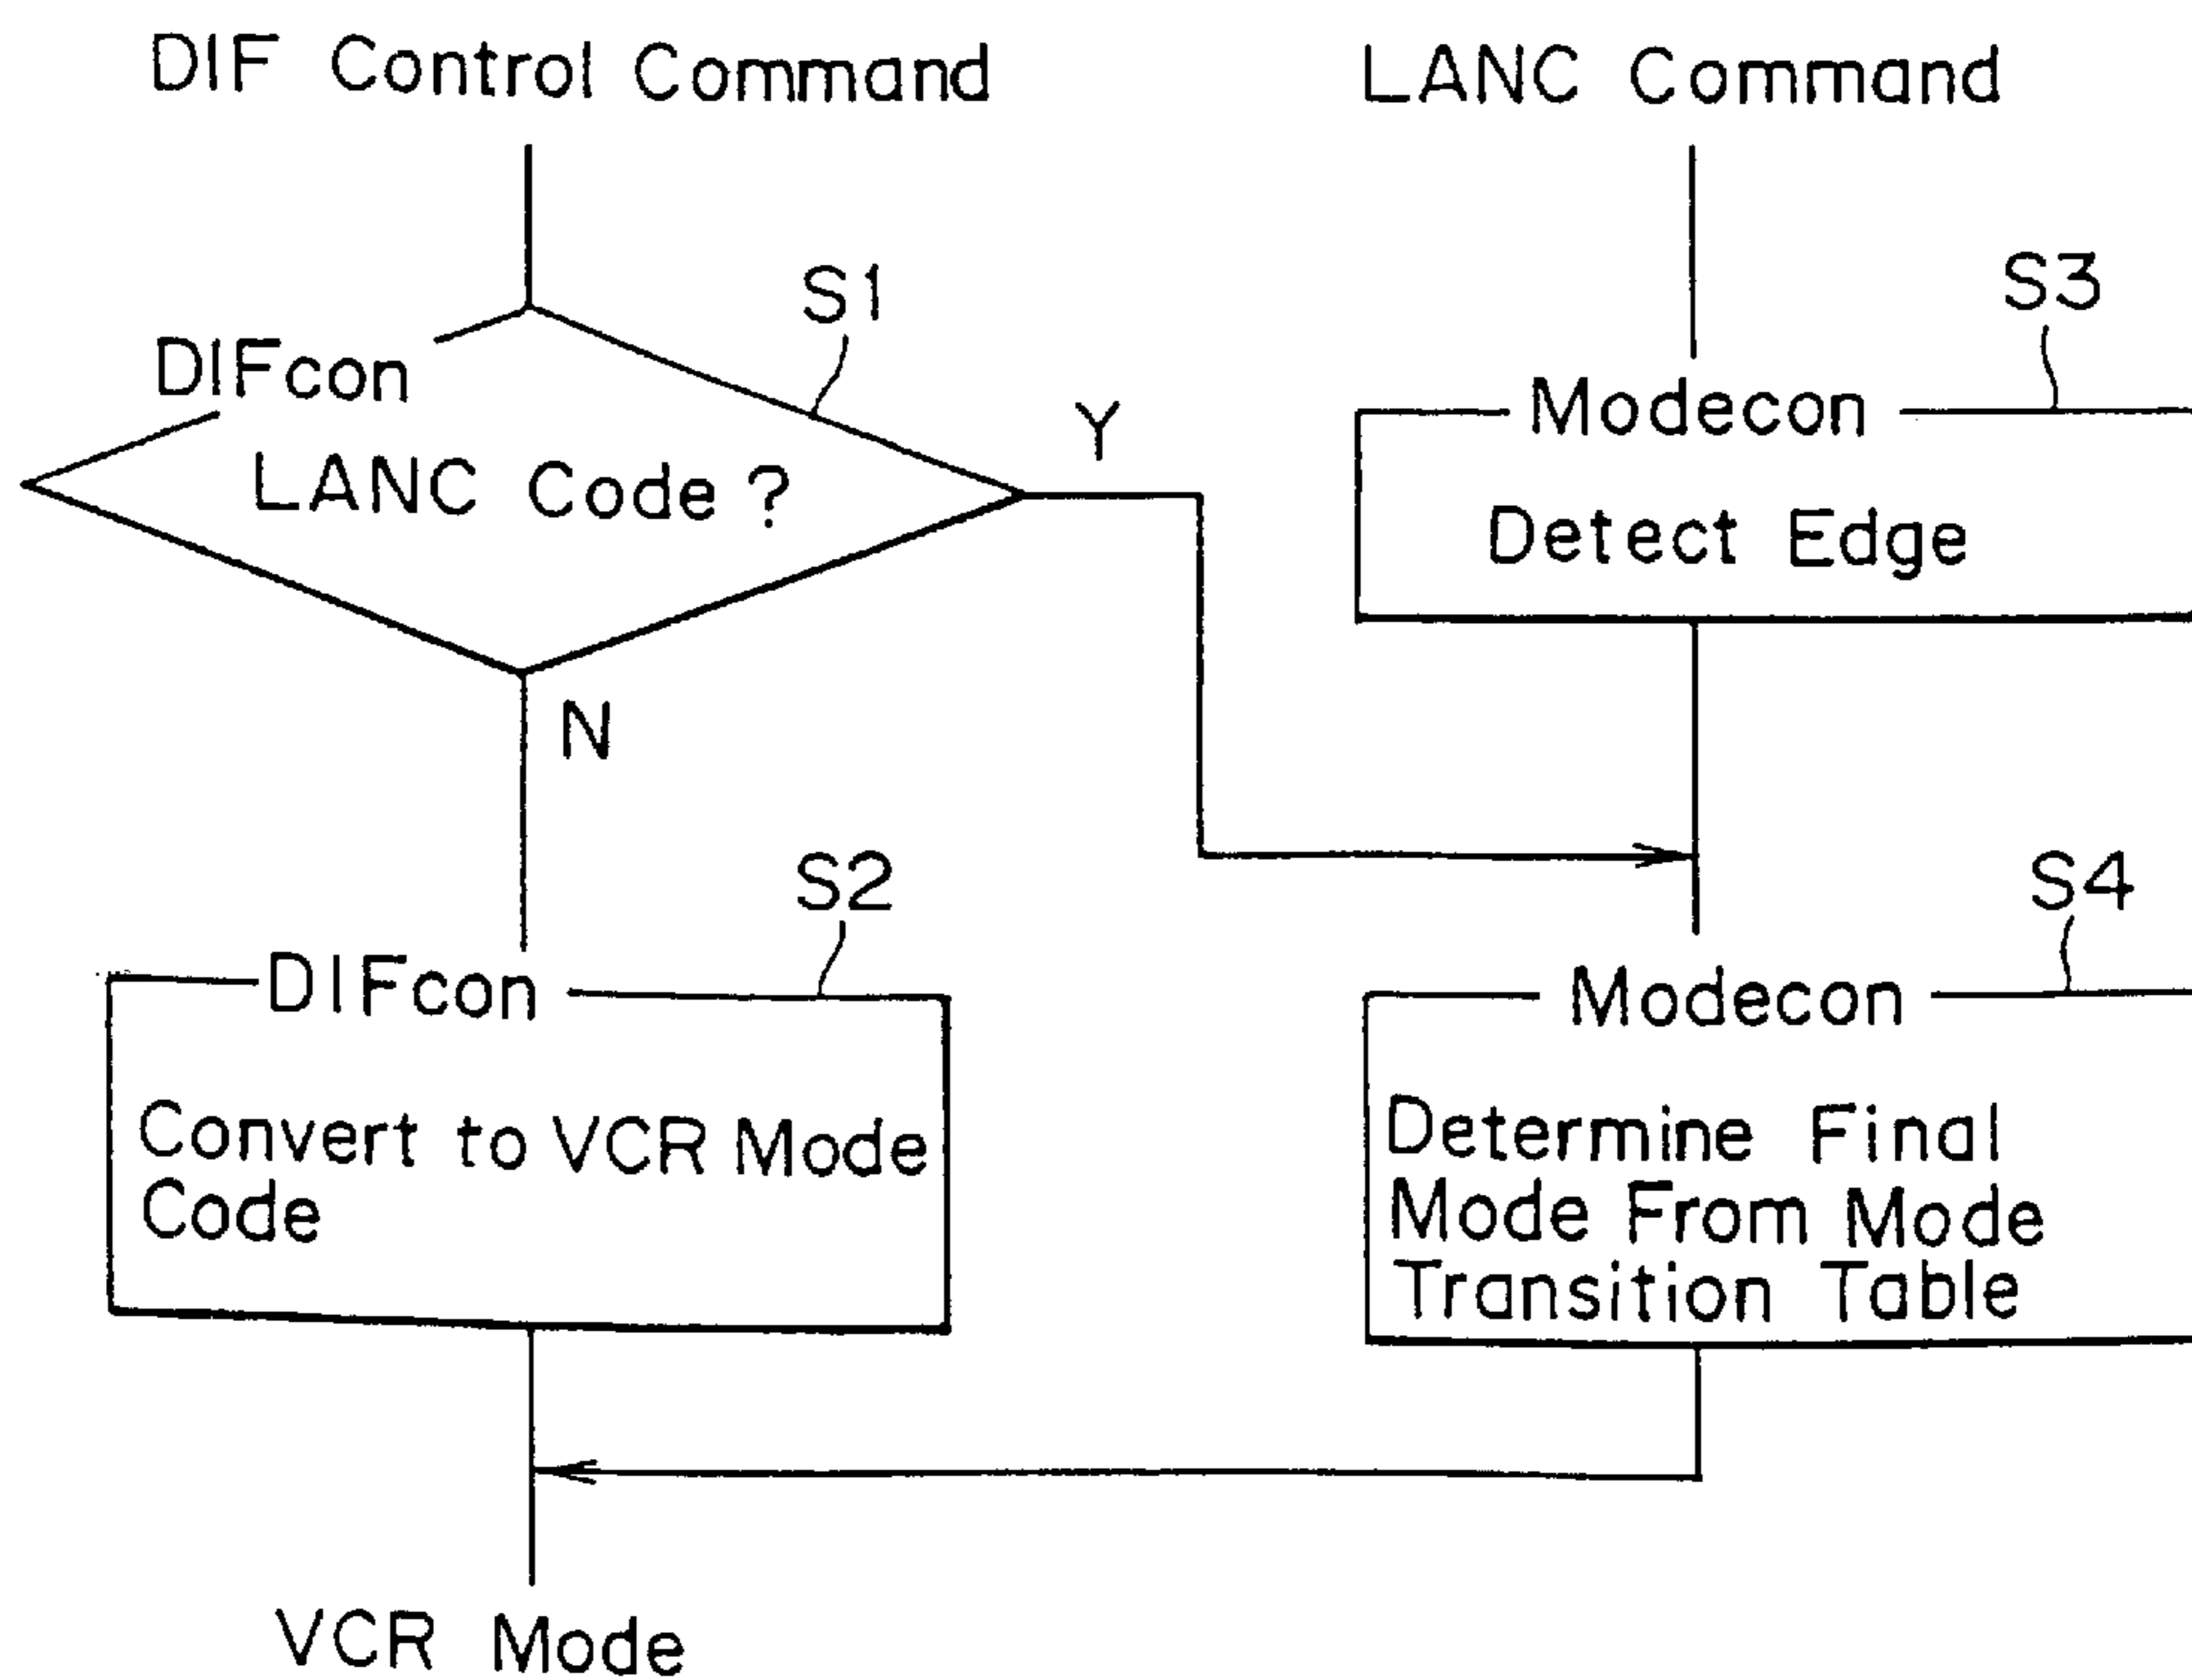 DIF Control Command
LANC Command
S1
S3
DIFcon
LANC Code ?
Y
Modecon
Detect Edge
N
S2
S4
DIFcon
Convert to VCR Mode
Code
Modecon
Determine Final
Mode From Mode
Transition Table
VCR Mode